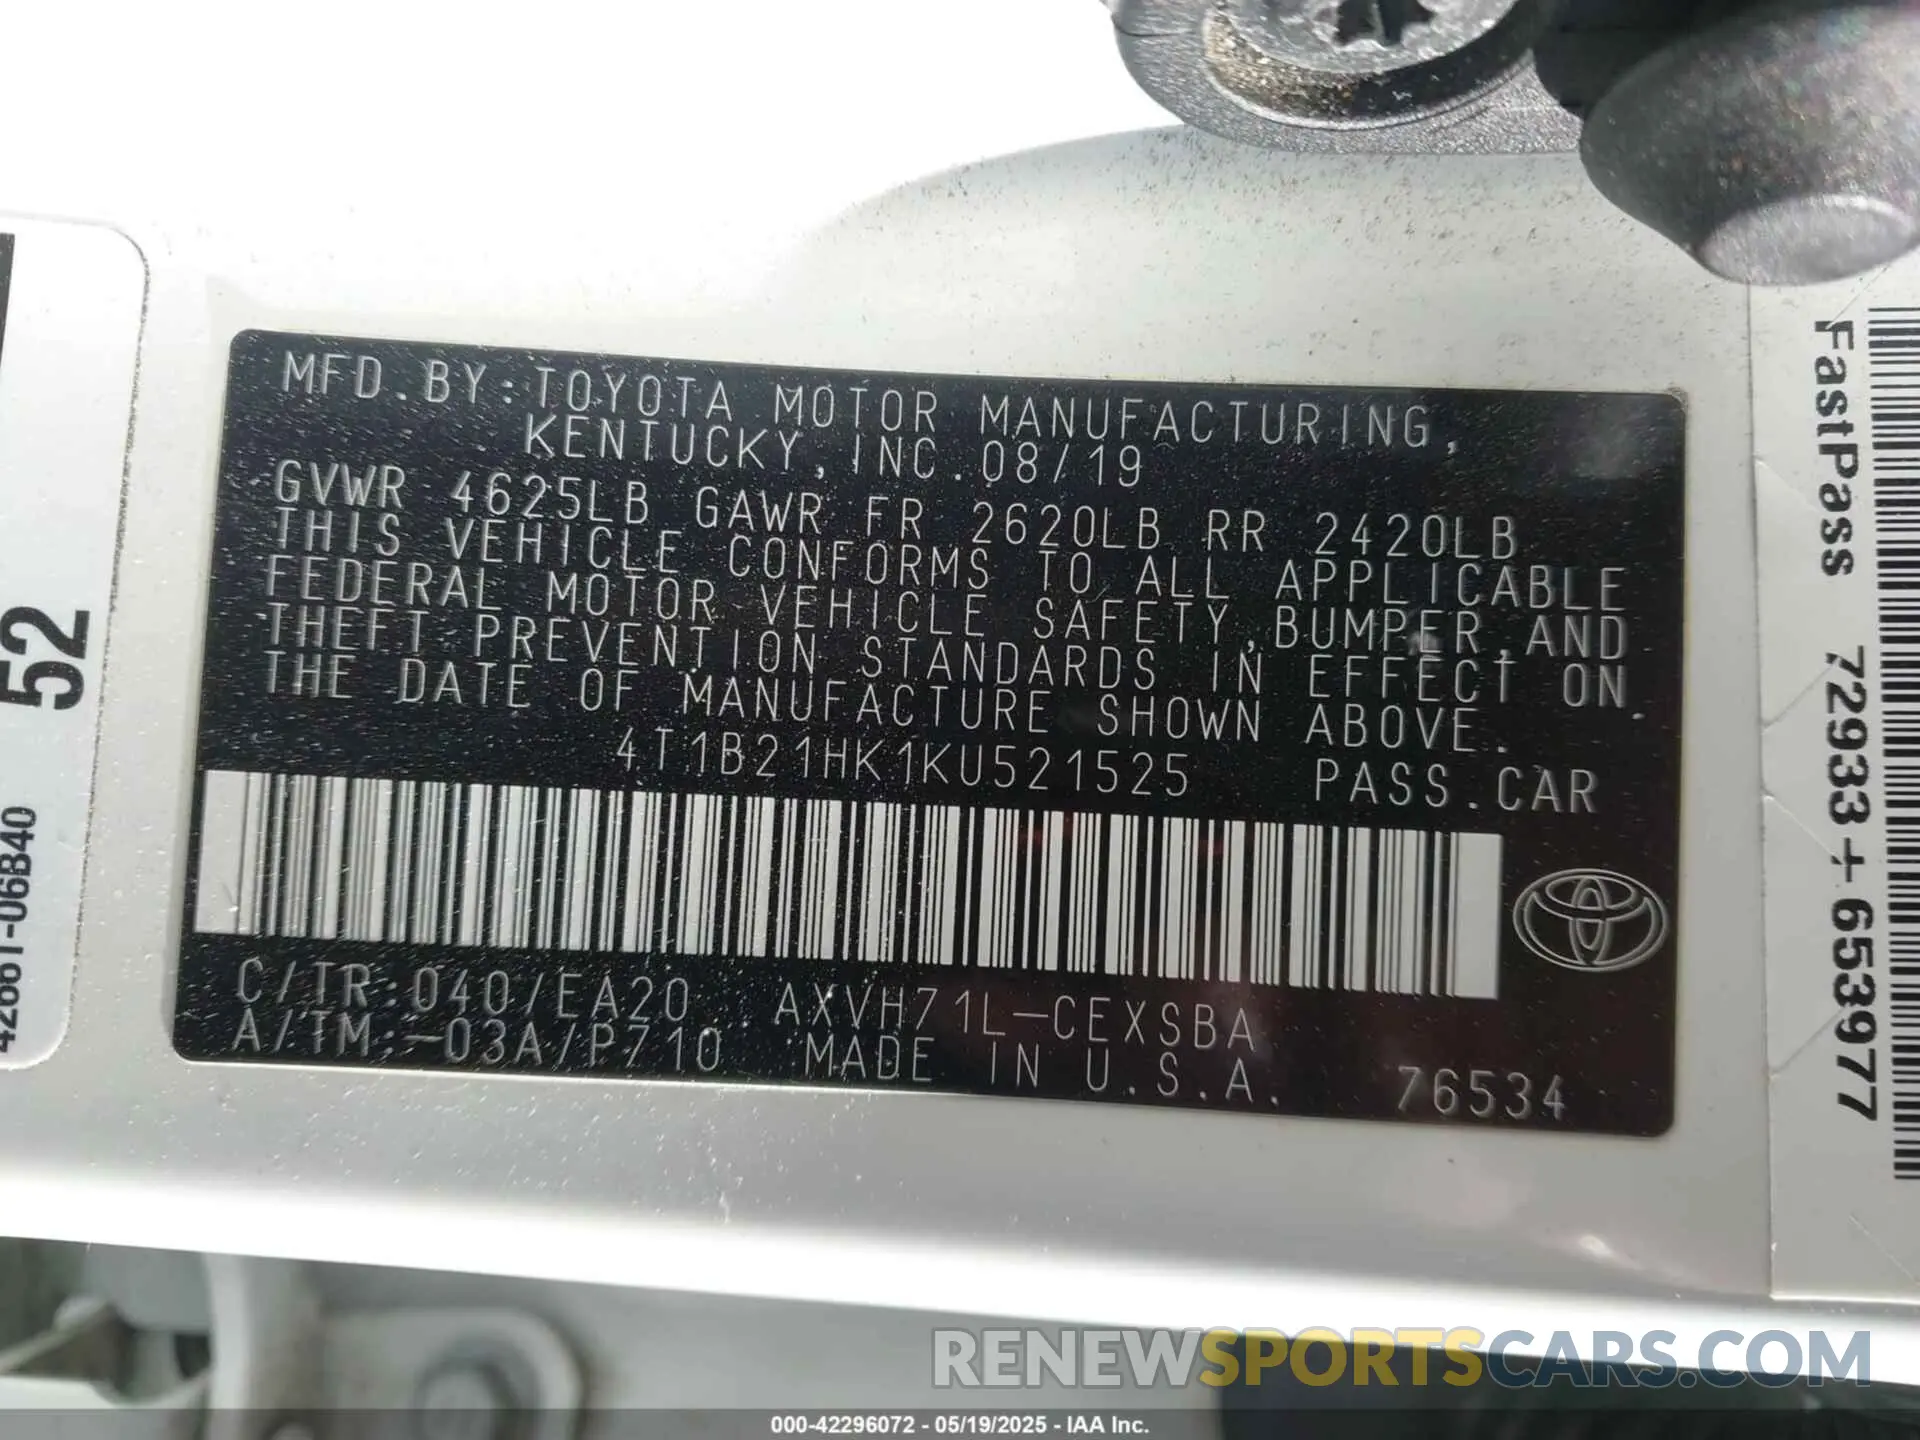 MFD.BY:TOYOTA MOTOR MANUFACTURING,
KENTUCKY, INC.08/19
GVWR 4625LB GAWR FR 2620LB RR 2420LB
THIS VEHICLE CONFORMS TO ALL APPLICABLE
FEDERAL MOTOR VEHICLE SAFETY,BUMPER,AND
THEFT PREVENTION STANDARDS IN EFFECT ON
THE DATE OF MANUFACTURE SHOWN ABOVE.
4T1B21HK1KU521525 PASS.CAR
C/TR:040/EA20 AXVH71L-CEXSBA
A/TM:-03A/P710 MADE IN U.S.A. 76534
52
42661-06B40
FastPass 72933+653977
RENEWSPORTSCARS.COM
000-42296072 - 05/19/2025 - IAA Inc.